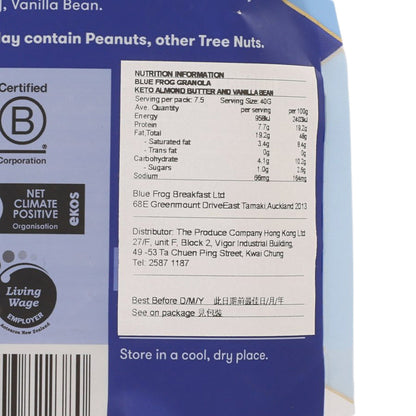 , Vanilla Bean.
ay contain Peanuts, other Tree Nuts.
Certified
B
Corporation
NET
CLIMATE
POSITIVE
Organisation
ekos
Living
Wage
EMPLOYER
Aotearoa New Zealand
NUTRITION INFORMATION
BLUE FROG GRANOLA
KETO ALMOND BUTTER AND VANILLA BEAN
Serving per pack: 7.5 Serving Size: 40G
Ave. Quantity per serving per 100g
Energy 958kJ 2403kJ
Protein 7.7g 19.2g
Fat,Total 19.2g 48g
- Saturated fat 3.4g 8.4g
- Trans fat 0g 0g
Carbohydrate 4.1g 10.2g
- Sugars 1.0g
Sodium 66mg 164mg
Blue Frog Breakfast Ltd
68E Greenmount DriveEast Tamaki, Auckland 2013
Distributor: The Produce Company Hong Kong Ltd
27/F, unit F, Block 2, Vigor Industrial Building,
49 -53 Ta Chuen Ping Street, Kwai Chung
Tel: 2587 1187
Best Before D/M/Y 此日期前最佳日/月/年
See on package 見包裝
Store in a cool, dry place.